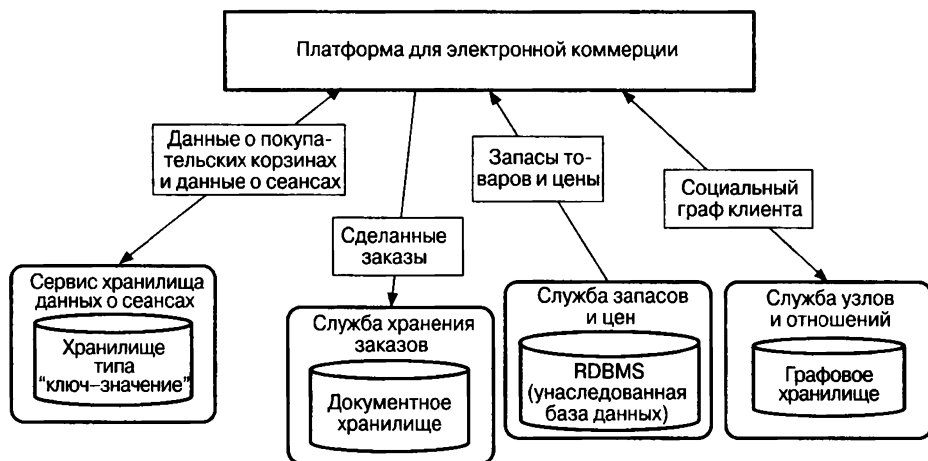 Платформа для электронной коммерции
Данные о покупа-
тельских корзинах
и данные о сеансах
Запасы то-
варов и цены
Социальный
граф клиента
Сделанные
заказы
Сервис хранилища
данных о сеансах
Хранилище
типа
“ключ–значение”
Служба хранения
заказов
Документное
хранилище
Служба запасов
и цен
RDBMS
(унаследованная
база данных)
Служба узлов
и отношений
Графовое
хранилище